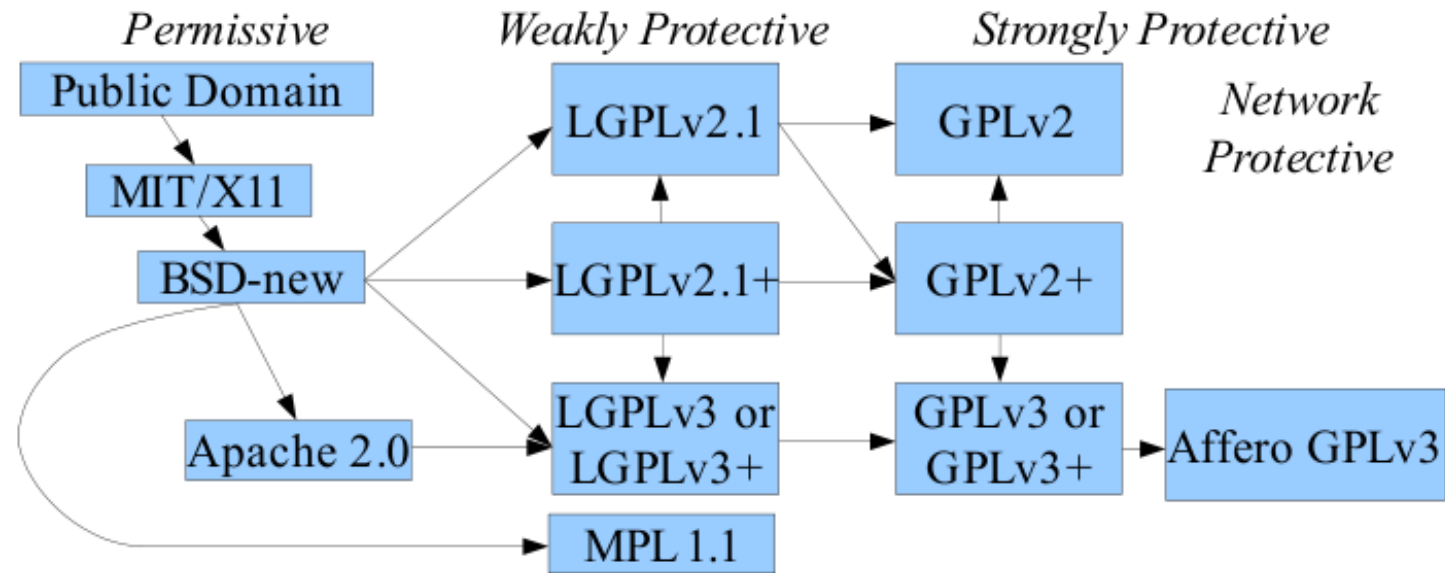 Permissive
Weakly Protective
Strongly Protective
Network
Protective
Public Domain
MIT/X11
BSD-new
Apache 2.0
LGPLv2.1
LGPLv2.1+
LGPLv3 or
LGPLv3+
MPL 1.1
GPLv2
GPLv2+
GPLv3 or
GPLv3+
Affero GPLv3